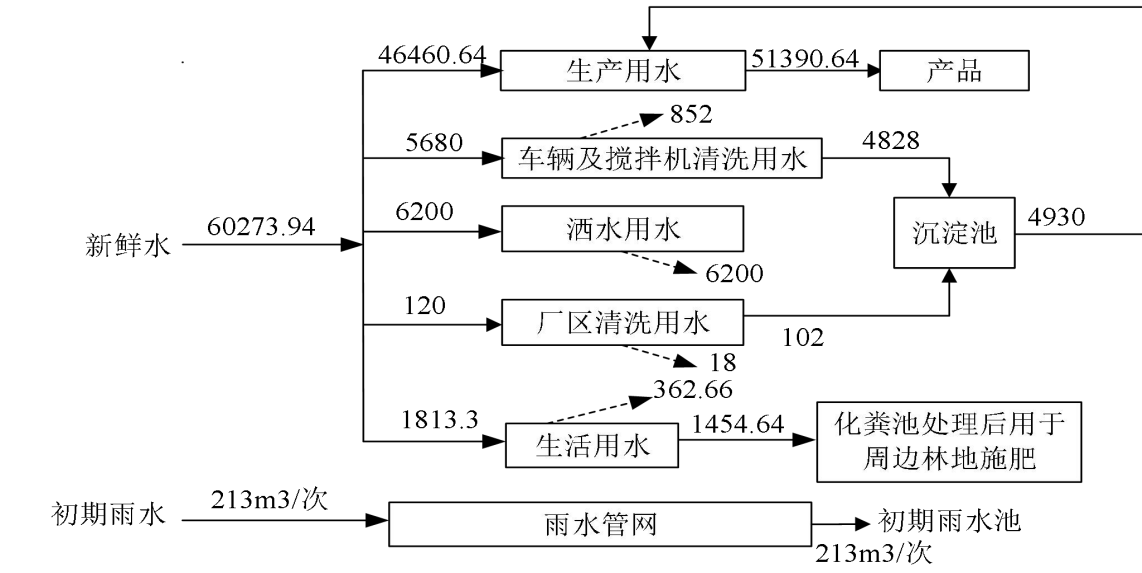 46460.64
生产用水
51390.64
产品
852
5680
车辆及搅拌机清洗用水
4828
新鲜水
60273.94
6200
洒水用水
6200
沉淀池
4930
120
厂区清洗用水
102
18
362.66
1813.3
生活用水
1454.64
化粪池处理后用于
周边林地施肥
初期雨水
213m3/次
雨水管网
初期雨水池
213m3/次